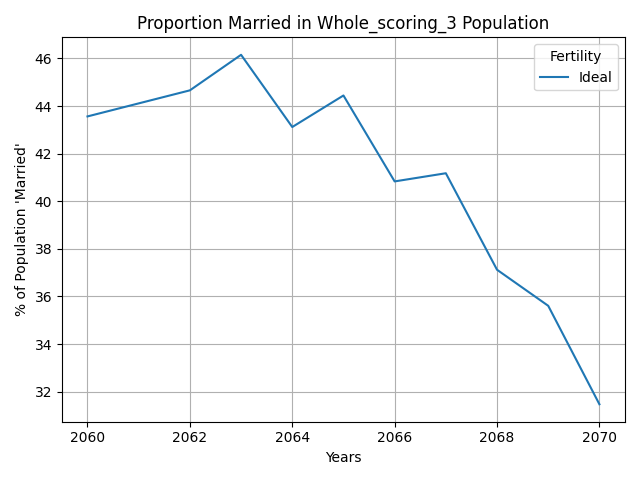 Proportion Married in Whole_scoring_3 Population
Fertility
Ideal
% of Population 'Married'
46
44
42
40
38
36
34
32
2060
2062
2064
2066
2068
2070
Years